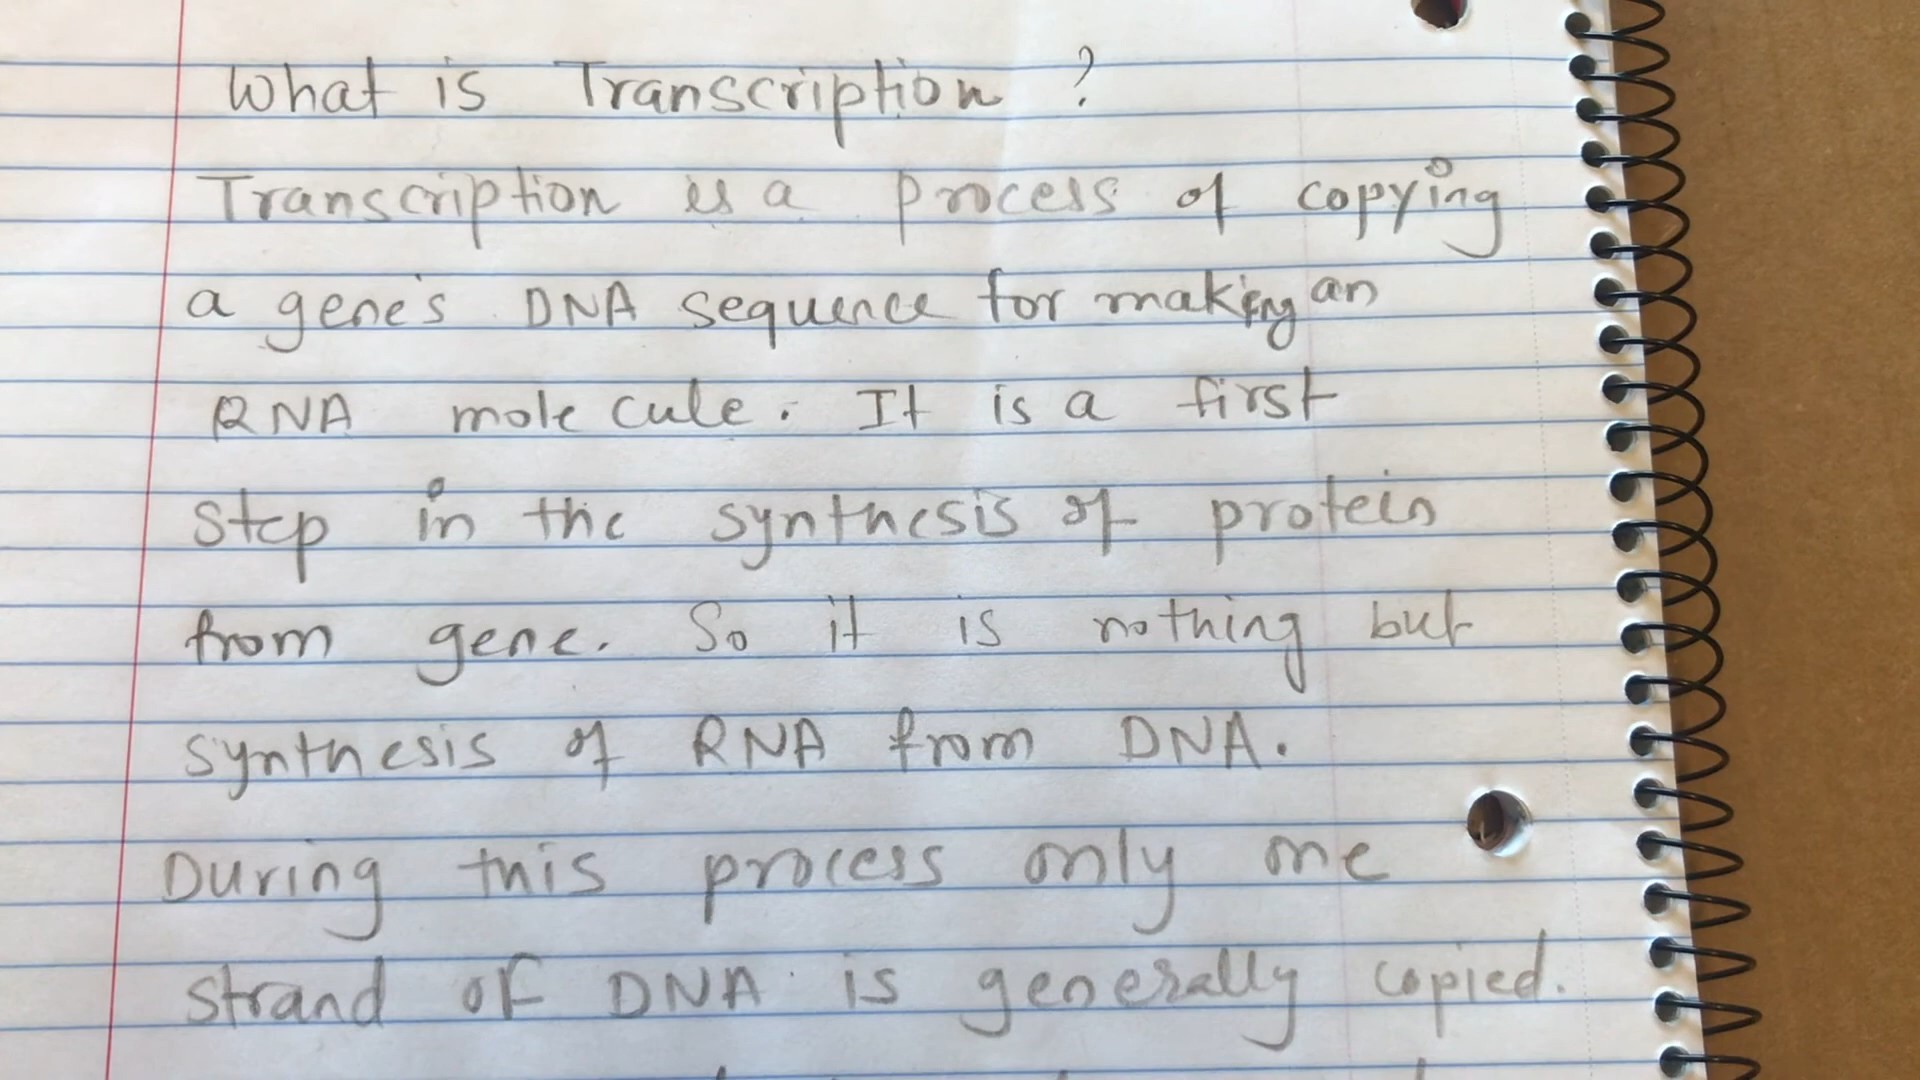 What is Transcription ?
Transcription is a process of copying
a gene's DNA sequence for making an
RNA molecule. It is a first
step in the synthesis of protein
from gene. So it is nothing but
synthesis of RNA from DNA.
During this process only one
strand of DNA is generally copied.